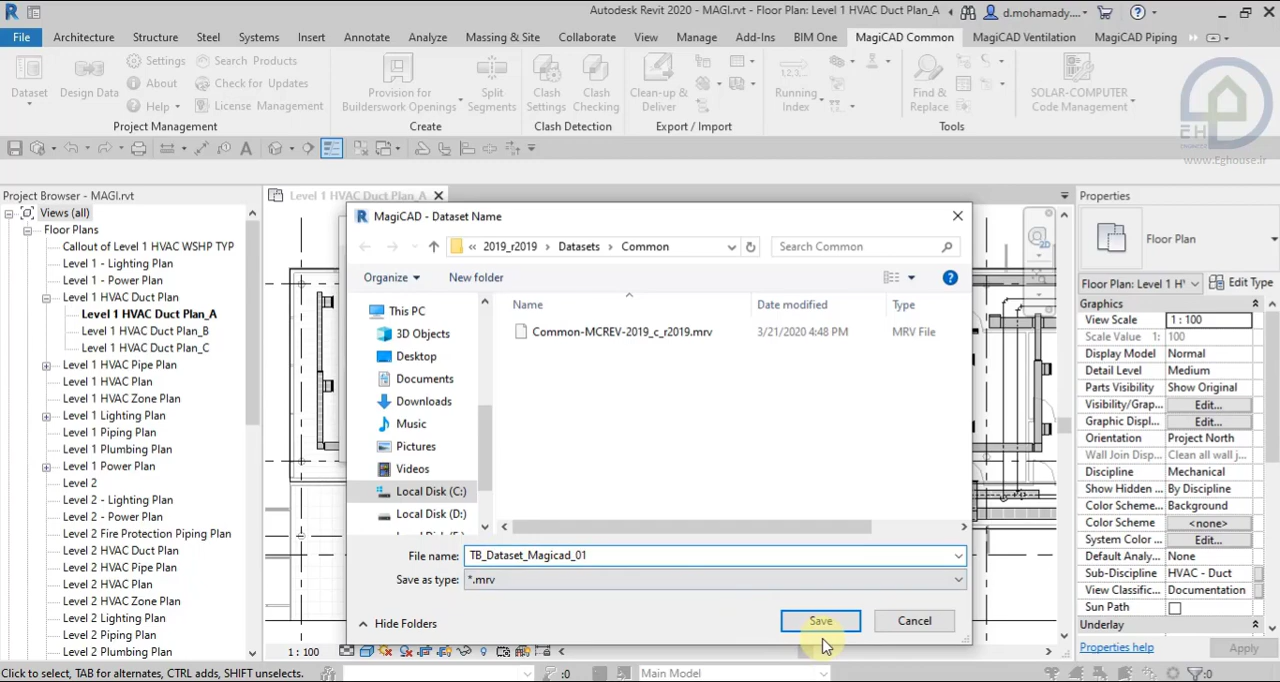 Autodesk Revit 2020 - MAGI.rvt - Floor Plan: Level 1 HVAC Duct Plan_A
d.mohamady....
File Architecture Structure Steel Systems Insert Annotate Analyze Massing & Site Collaborate View Manage Add-Ins BIM One MagiCAD Common MagiCAD Ventilation MagiCAD Piping
Settings
Search Products
About
Check for Updates
Help
License Management
Dataset
Design Data
Provision for
Builderswork Openings
Split
Segments
Clash
Settings
Clash
Checking
Clean-up &
Deliver
Running
Index
Find &
Replace
SOLAR-COMPUTER
Code Management
Project Management
Create
Clash Detection
Export / Import
Tools
EH
www.Eghouse.ir
Project Browser - MAGI.rvt
Views (all)
Floor Plans
Callout of Level 1 HVAC WSHP TYP
Level 1 - Lighting Plan
Level 1 - Power Plan
Level 1 HVAC Duct Plan
Level 1 HVAC Duct Plan_A
Level 1 HVAC Duct Plan_B
Level 1 HVAC Duct Plan_C
Level 1 HVAC Pipe Plan
Level 1 HVAC Plan
Level 1 HVAC Zone Plan
Level 1 Lighting Plan
Level 1 Piping Plan
Level 1 Plumbing Plan
Level 1 Power Plan
Level 2
Level 2 - Lighting Plan
Level 2 - Power Plan
Level 2 Fire Protection Piping Plan
Level 2 HVAC Duct Plan
Level 2 HVAC Pipe Plan
Level 2 HVAC Plan
Level 2 HVAC Zone Plan
Level 2 Lighting Plan
Level 2 Piping Plan
Level 2 Plumbing Plan
Level 1 HVAC Duct Plan_A
MagiCAD - Dataset Name
« 2019_r2019 › Datasets › Common
Search Common
Organize
New folder
This PC
3D Objects
Desktop
Documents
Downloads
Music
Pictures
Videos
Local Disk (C:)
Local Disk (D:)
Name Date modified Type
Common-MCREV-2019_c_r2019.mrv 3/21/2020 4:48 PM MRV File
File name: TB_Dataset_Magicad_01
Save as type: *.mrv
Hide Folders
Save
Cancel
Properties
Floor Plan
Floor Plan: Level 1 H'
Edit Type
Graphics
View Scale 1 : 100
Scale Value 1: 100
Display Model Normal
Detail Level Medium
Parts Visibility Show Original
Visibility/Grap... Edit...
Graphic Displ... Edit...
Orientation Project North
Wall Join Displ... Clean all wall j...
Discipline Mechanical
Show Hidden ... By Discipline
Color Scheme ... Background
Color Scheme <none>
System Color ... Edit...
Default Analy... None
Sub-Discipline HVAC - Duct
View Classific... Documentation
Sun Path
Underlay
Properties help
Apply
1 : 100
Click to select, TAB for alternates, CTRL adds, SHIFT unselects.
:0
Main Model
:0